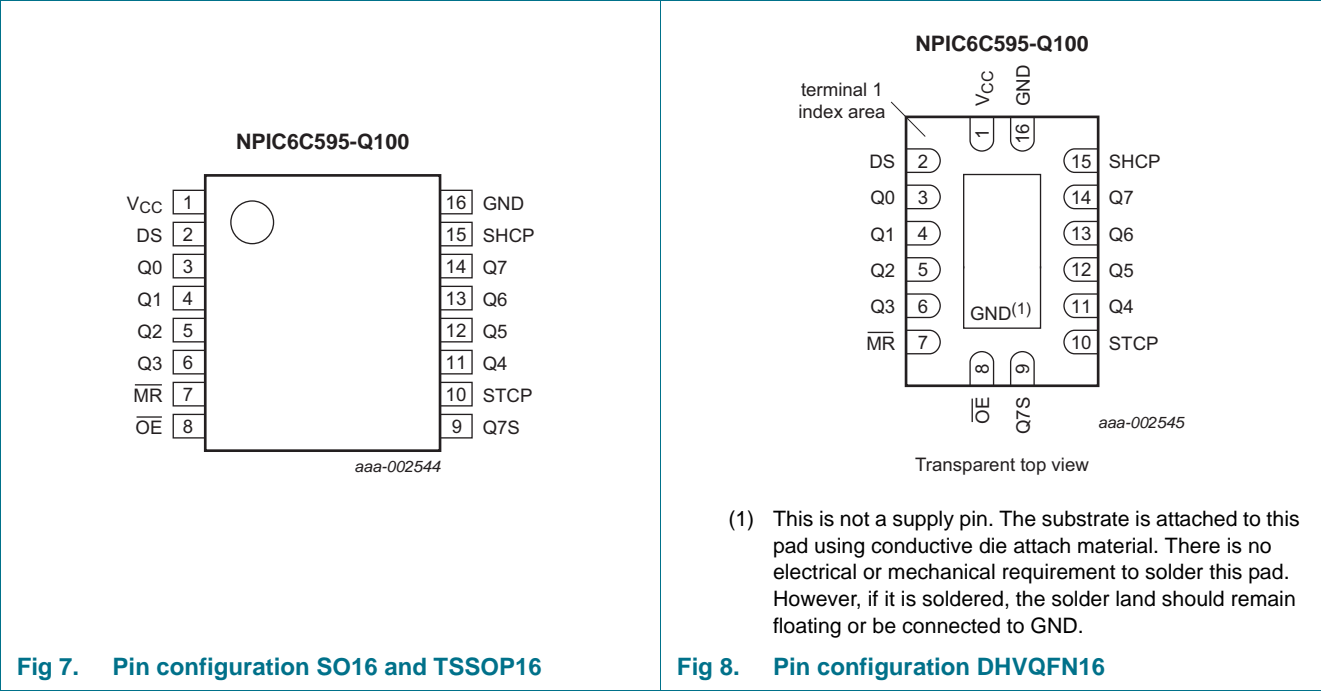 NPIC6C595-Q100
VCC 1
DS 2
Q0 3
Q1 4
Q2 5
Q3 6
MR 7
OE 8
16 GND
15 SHCP
14 Q7
13 Q6
12 Q5
11 Q4
10 STCP
9 Q7S
aaa-002544
Fig 7. Pin configuration SO16 and TSSOP16
NPIC6C595-Q100
terminal 1
index area
VCC
GND
1
16
DS 2
Q0 3
Q1 4
Q2 5
Q3 6
MR 7
15 SHCP
14 Q7
13 Q6
12 Q5
11 Q4
10 STCP
GND(1)
8
9
OE
Q7S
aaa-002545
Transparent top view
(1) This is not a supply pin. The substrate is attached to this
pad using conductive die attach material. There is no
electrical or mechanical requirement to solder this pad.
However, if it is soldered, the solder land should remain
floating or be connected to GND.
Fig 8. Pin configuration DHVQFN16